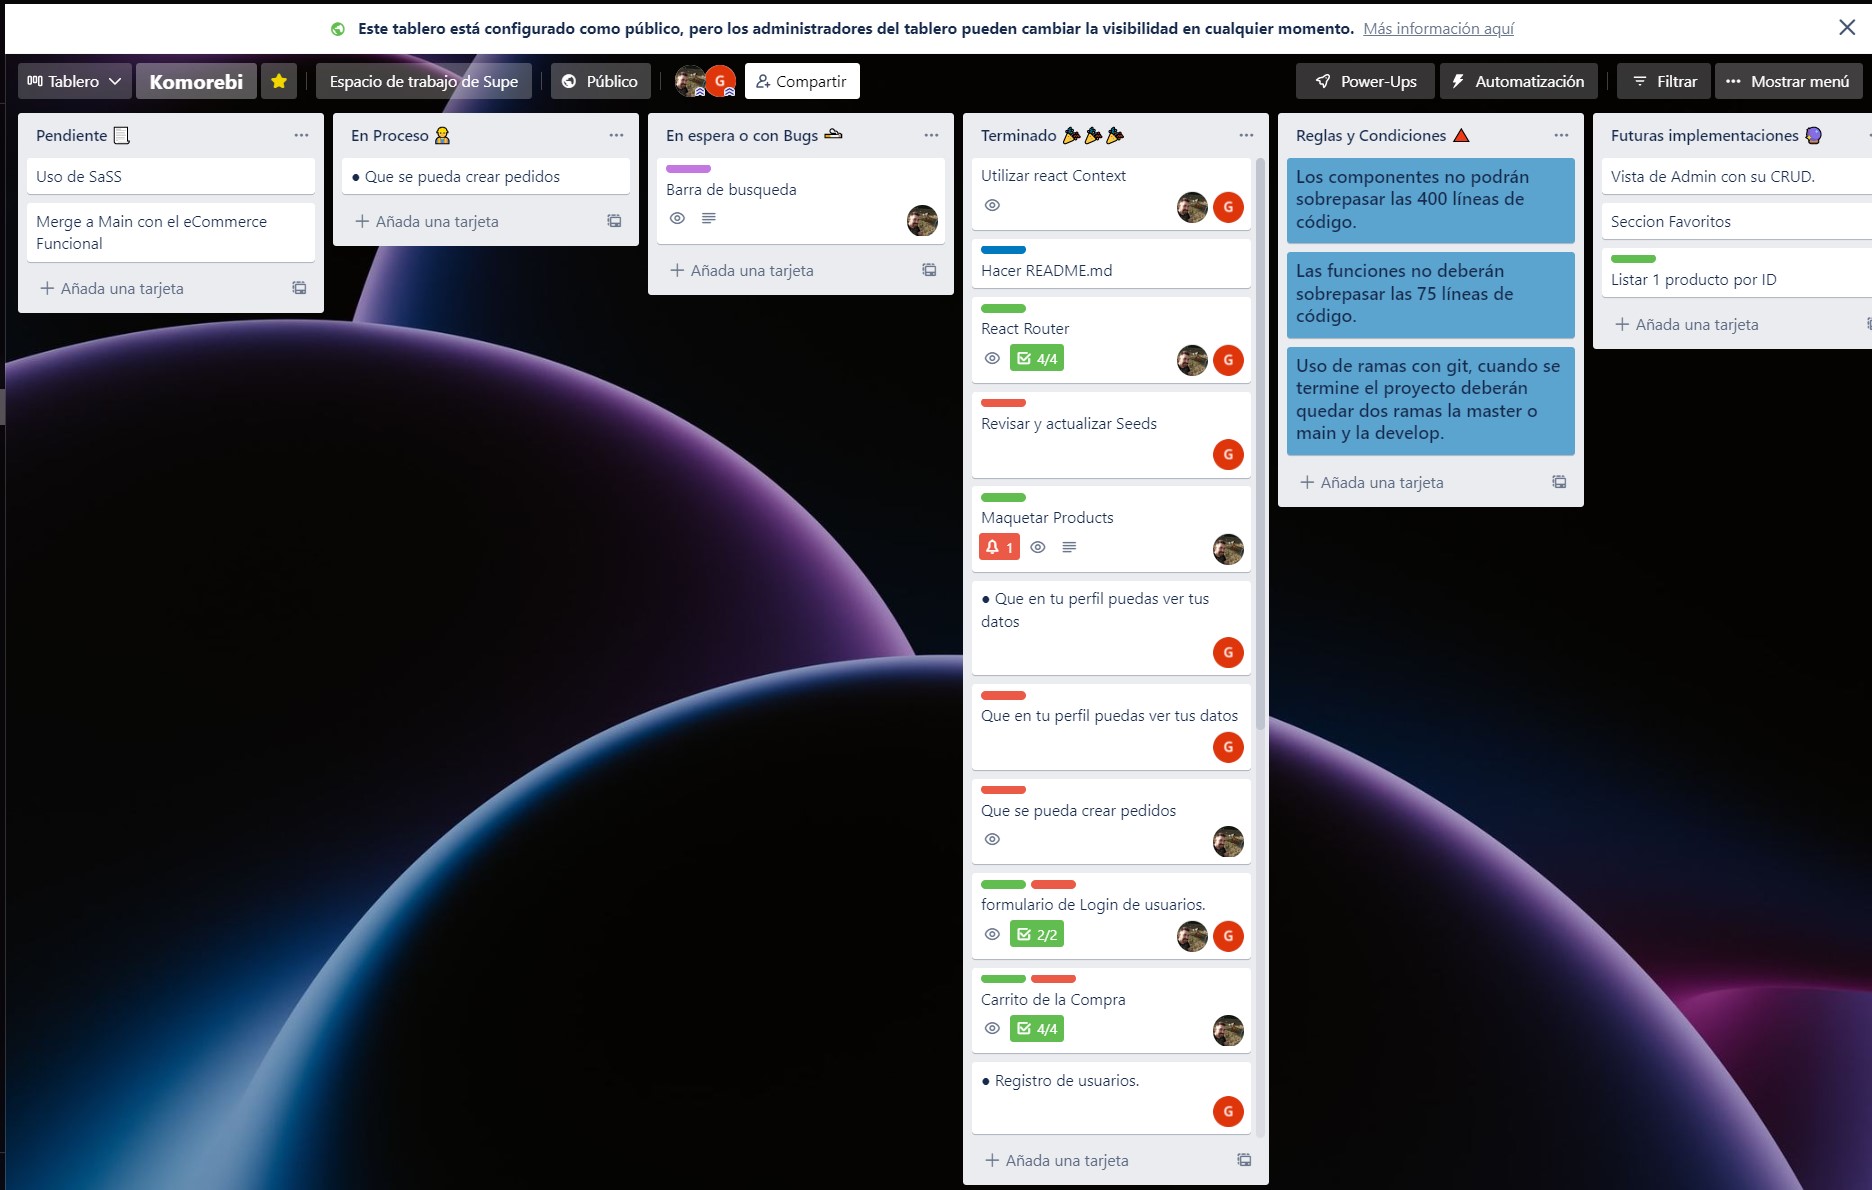 Este tablero está configurado como público, pero los administradores del tablero pueden cambiar la visibilidad en cualquier momento. Más información aquí
Tablero
Komorebi
Espacio de trabajo de Supe
Público
G
Compartir
Power-Ups
Automatización
Filtrar
Mostrar menú
Pendiente
Uso de SaSS
Merge a Main con el eCommerce
Funcional
Añada una tarjeta
En Proceso
• Que se pueda crear pedidos
Añada una tarjeta
En espera o con Bugs
Barra de busqueda
Añada una tarjeta
Terminado
Utilizar react Context
G
Hacer README.md
React Router
4/4
G
Revisar y actualizar Seeds
G
Maquetar Products
1
• Que en tu perfil puedas ver tus
datos
G
Que en tu perfil puedas ver tus datos
G
Que se pueda crear pedidos
formulario de Login de usuarios.
2/2
G
Carrito de la Compra
4/4
• Registro de usuarios.
G
Añada una tarjeta
Reglas y Condiciones
Los componentes no podrán
sobrepasar las 400 líneas de
código.
Las funciones no deberán
sobrepasar las 75 líneas de
código.
Uso de ramas con git, cuando se
termine el proyecto deberán
quedar dos ramas la master o
main y la develop.
Añada una tarjeta
Futuras implementaciones
Vista de Admin con su CRUD.
Seccion Favoritos
Listar 1 producto por ID
Añada una tarjeta